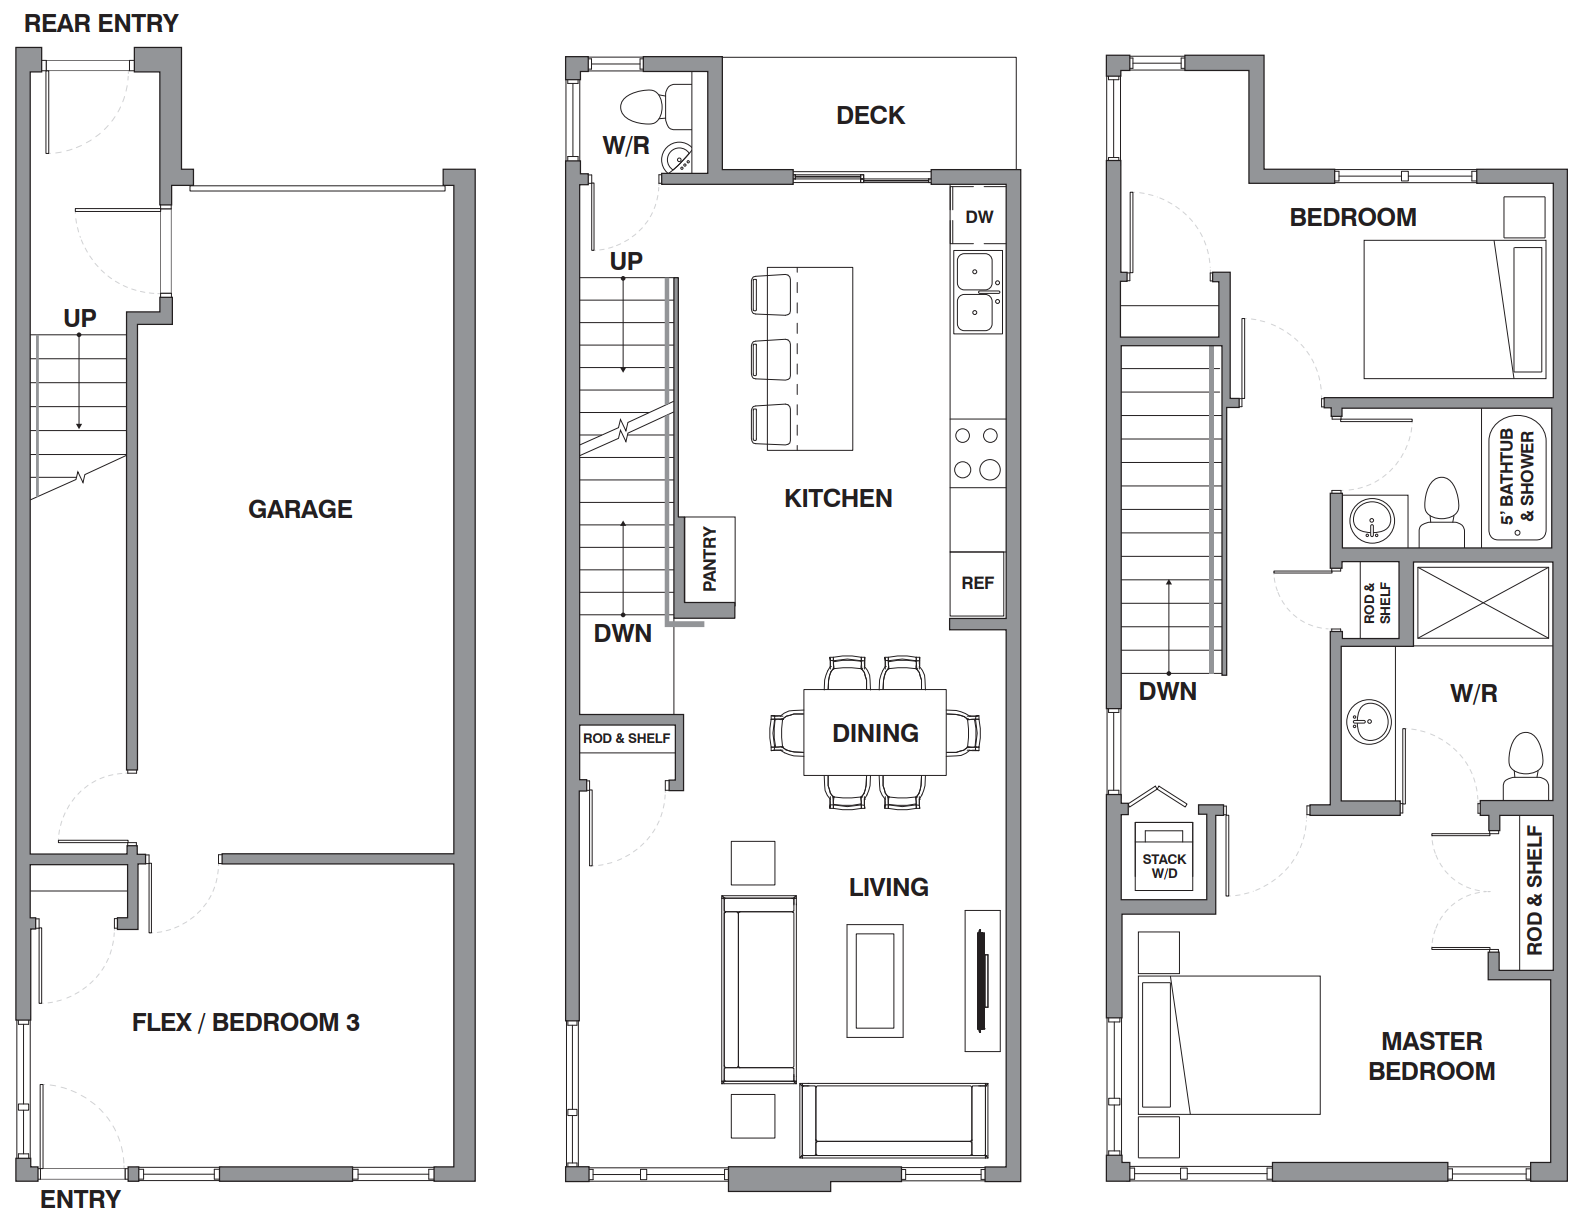 REAR ENTRY
UP
GARAGE
FLEX / BEDROOM 3
ENTRY
DECK
W/R
UP
DW
KITCHEN
PANTRY
REF
DWN
ROD & SHELF
DINING
LIVING
BEDROOM
5' BATHTUB
& SHOWER
ROD &
SHELF
DWN
W/R
STACK
W/D
ROD & SHELF
MASTER
BEDROOM